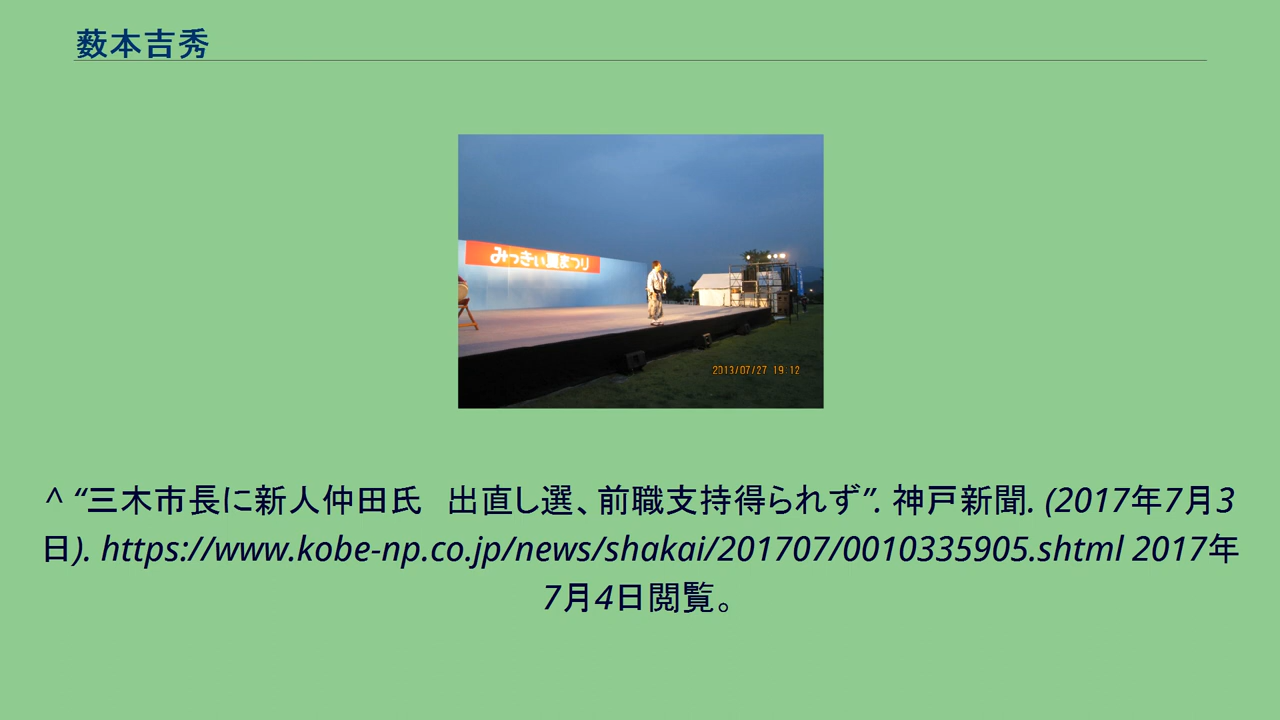 薮本吉秀
みっきぃ夏まつり
2013/07/27 19:12
^ “三木市長に新人仲田氏　出直し選、前職支持得られず”. 神戸新聞. (2017年7月3
日). https://www.kobe-np.co.jp/news/shakai/201707/0010335905.shtml 2017年
7月4日閲覧。